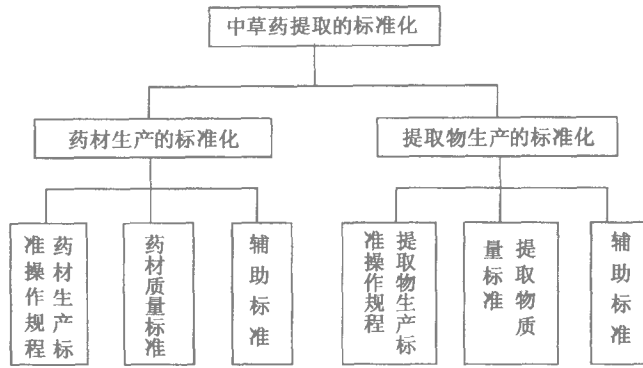 中草药提取的标准化
药材生产的标准化
提取物生产的标准化
药材生产标
准操作规程
药材质量标准
辅助标准
提取物生产标
准操作规程
提取物质
量标准
辅助标准